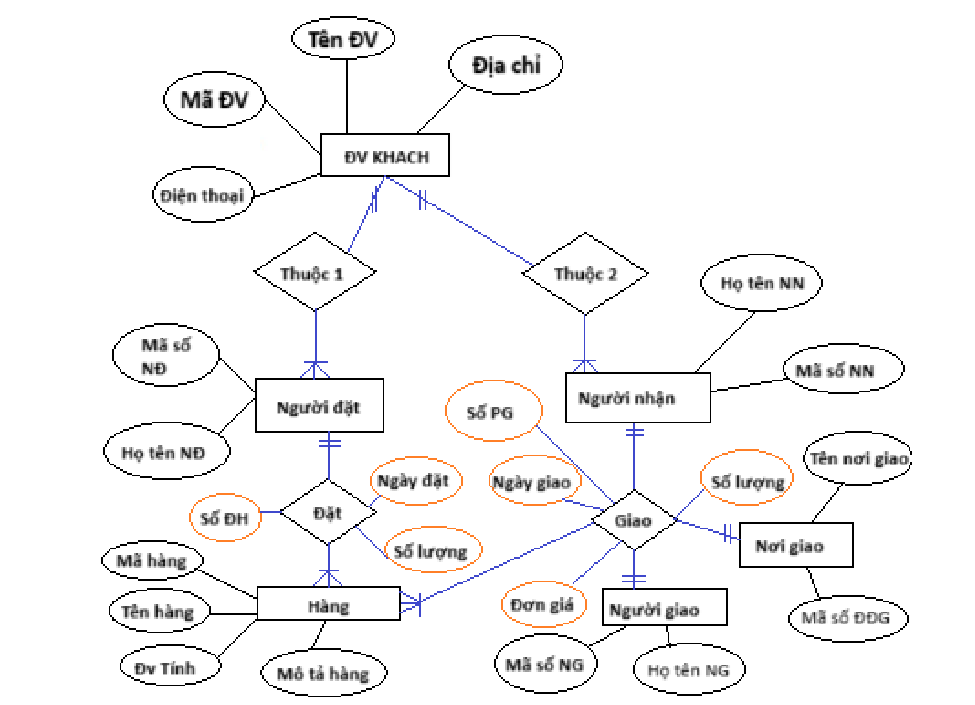 Tên ĐV
Địa chỉ
Mã ĐV
ĐV KHACH
Điện thoại
Thuộc 1
Thuộc 2
Họ tên NN
Mã số
NĐ
Mã số NN
Người đặt
Người nhận
Số PG
Họ tên NĐ
Ngày đặt
Ngày giao
Số lượng
Tên nơi giao
Số ĐH
Đặt
Giao
Số lượng
Nơi giao
Mã hàng
Tên hàng
Hàng
Đơn giá
Người giao
Mã số ĐĐG
Đv Tính
Mô tả hàng
Mã số NG
Họ tên NG